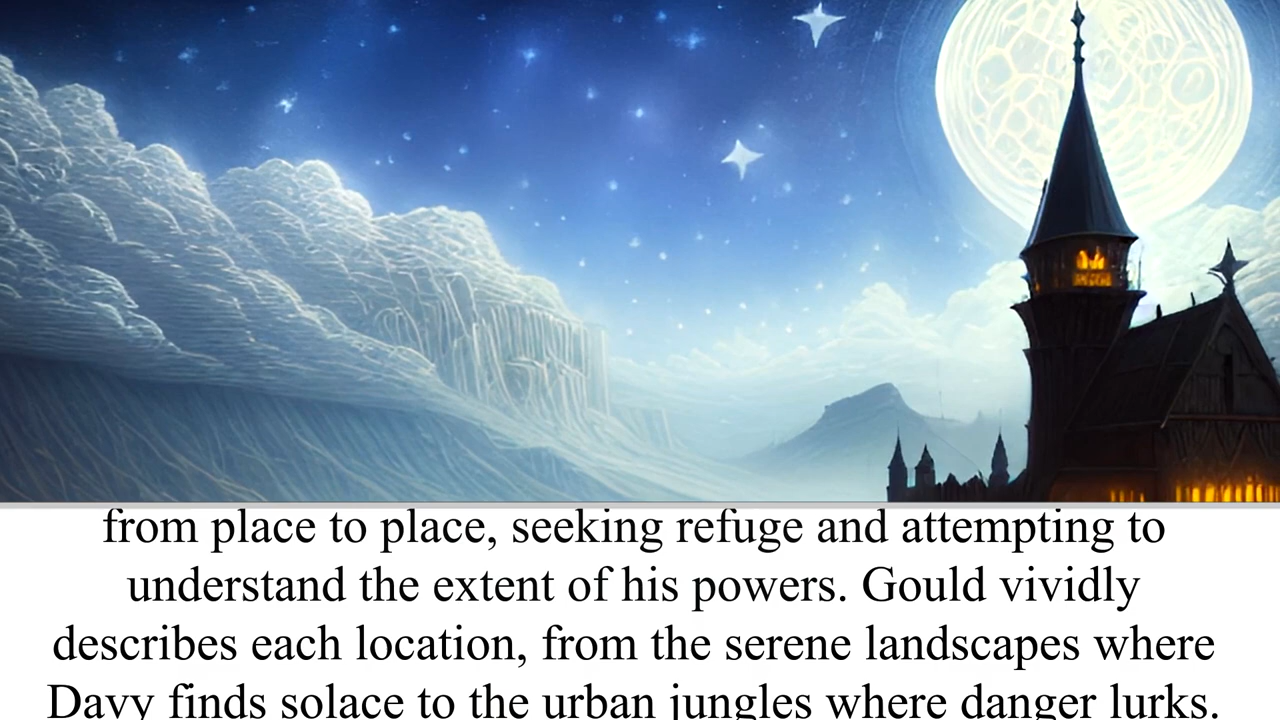 from place to place, seeking refuge and attempting to
understand the extent of his powers. Gould vividly
describes each location, from the serene landscapes where
Davy finds solace to the urban jungles where danger lurks.